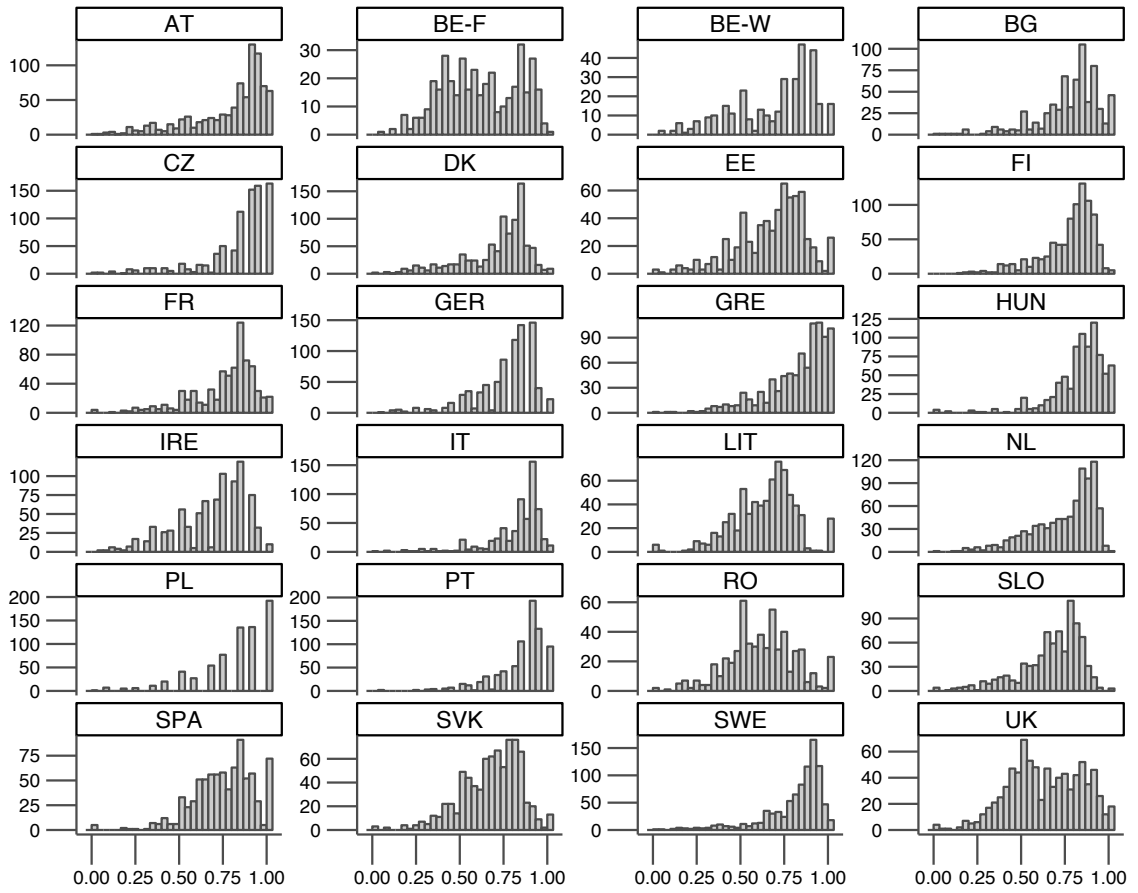 AT BE-F BE-W BG
100 50 0
30 20 10 0
40 30 20 10 0
100 75 50 25 0
CZ DK EE FI
150 100 50 0
150 100 50 0
60 40 20 0
100 50 0
FR GER GRE HUN
120 80 40 0
150 100 50 0
90 60 30 0
125 100 75 50 25 0
IRE IT LIT NL
100 75 50 25 0
150 100 50 0
60 40 20 0
120 90 60 30 0
PL PT RO SLO
200 150 100 50 0
200 150 100 50 0
60 40 20 0
90 60 30 0
SPA SVK SWE UK
75 50 25 0
60 40 20 0
150 100 50 0
60 40 20 0
0.00 0.25 0.50 0.75 1.00 0.00 0.25 0.50 0.75 1.00 0.00 0.25 0.50 0.75 1.00 0.00 0.25 0.50 0.75 1.00